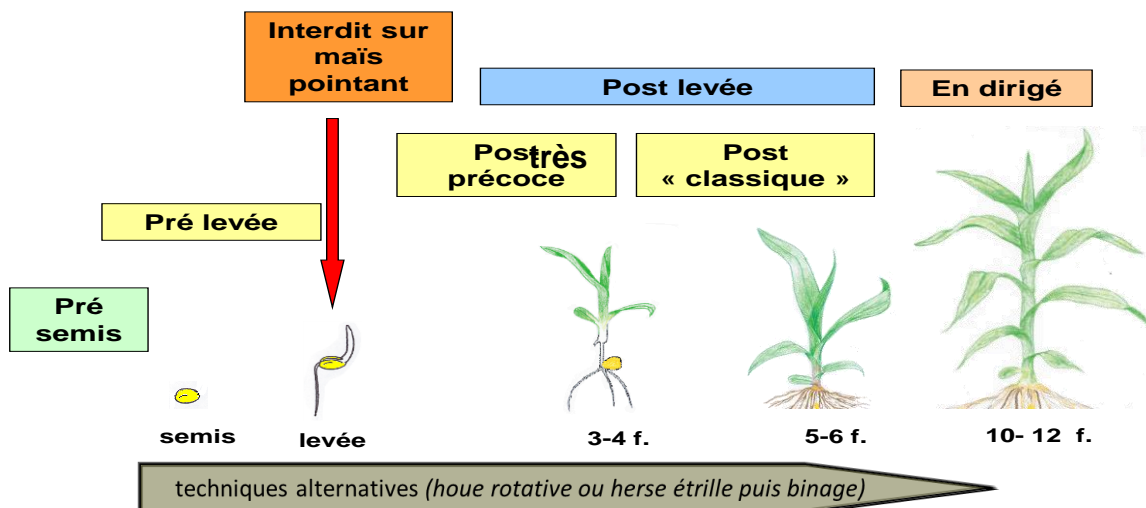 Interdit sur
maïs
pointant
Post levée
En dirigé
Post très
précoce
Post
« classique »
Pré levée
Pré
semis
semis
levée
3-4 f.
5-6 f.
10- 12 f.
techniques alternatives (houe rotative ou herse étrille puis binage)